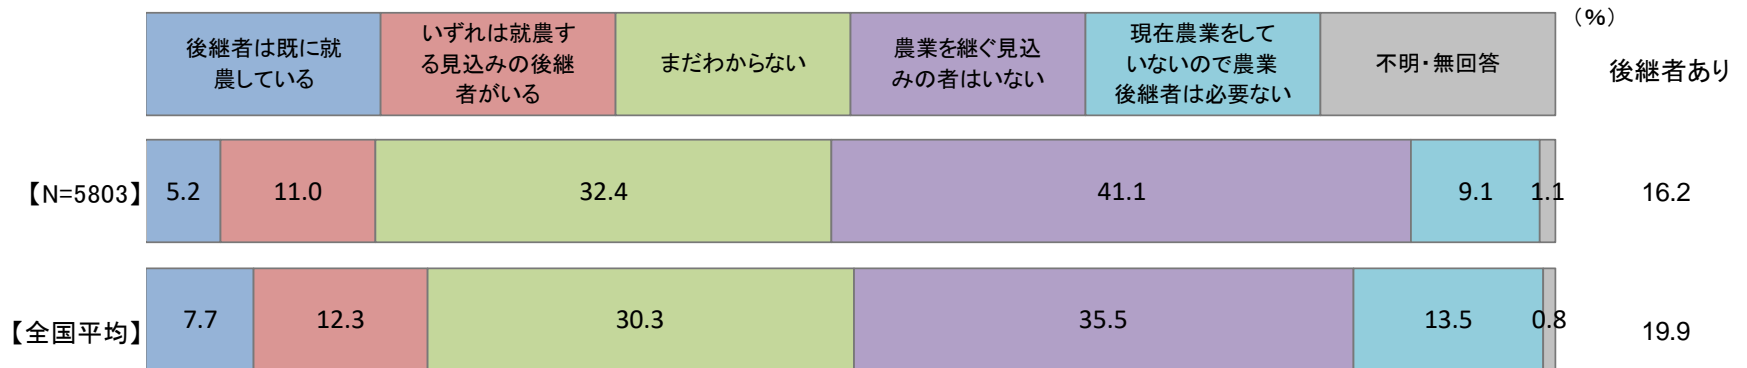 (%)
後継者は既に就
農している
いずれは就農す
る見込みの後継
者がいる
まだわからない
農業を継ぐ見込
みの者はいない
現在農業をして
いないので農業
後継者は必要ない
不明・無回答
後継者あり
【N=5803】 5.2 11.0 32.4 41.1 9.1 1.1 16.2
【全国平均】 7.7 12.3 30.3 35.5 13.5 0.8 19.9